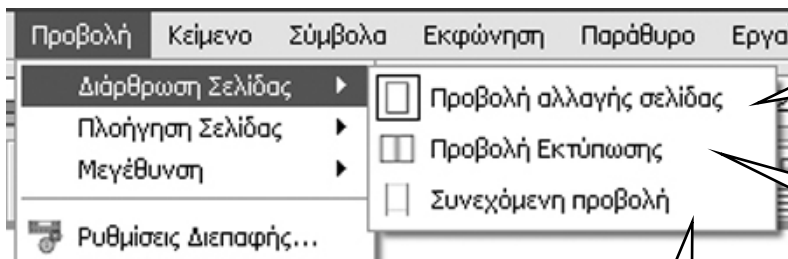 Προβολή Κείμενο Σύμβολα Εκφώνηση Παράθυρο Εργα
Διάρθρωση Σελίδας
Πλοήγηση Σελίδας
Μεγέθυνση
Ρυθμίσεις Διεπαφής...
Προβολή αλλαγής σελίδας
Προβολή Εκτύπωσης
Συνεχόμενη προβολή